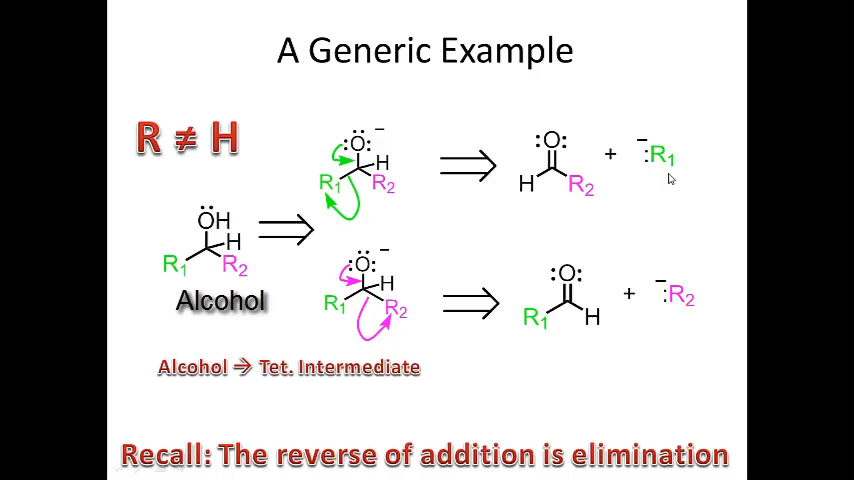 A Generic Example
R ≠ H
:Ö: −
H
R1 R2
:O: + − :R1
H R2
ÖH
H
R1 R2
Alcohol
:Ö: −
H
R1 R2
:O: + − :R2
R1 H
Alcohol → Tet. Intermediate
Recall: The reverse of addition is elimination